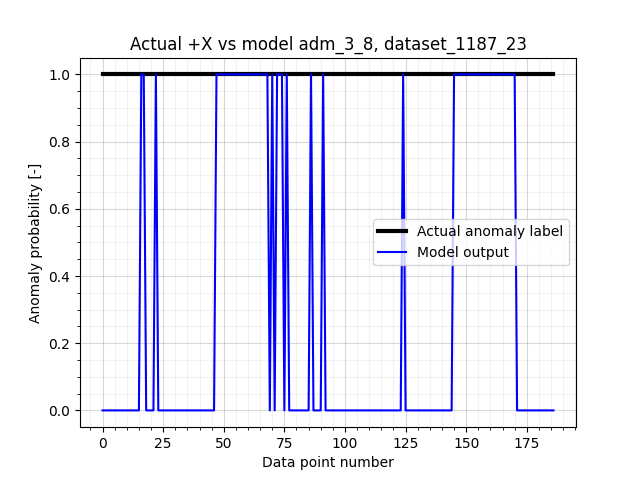 Actual +X vs model adm_3_8, dataset_1187_23
Anomaly probability [-]
1.0
0.8
0.6
0.4
0.2
0.0
Actual anomaly label
Model output
0 25 50 75 100 125 150 175
Data point number